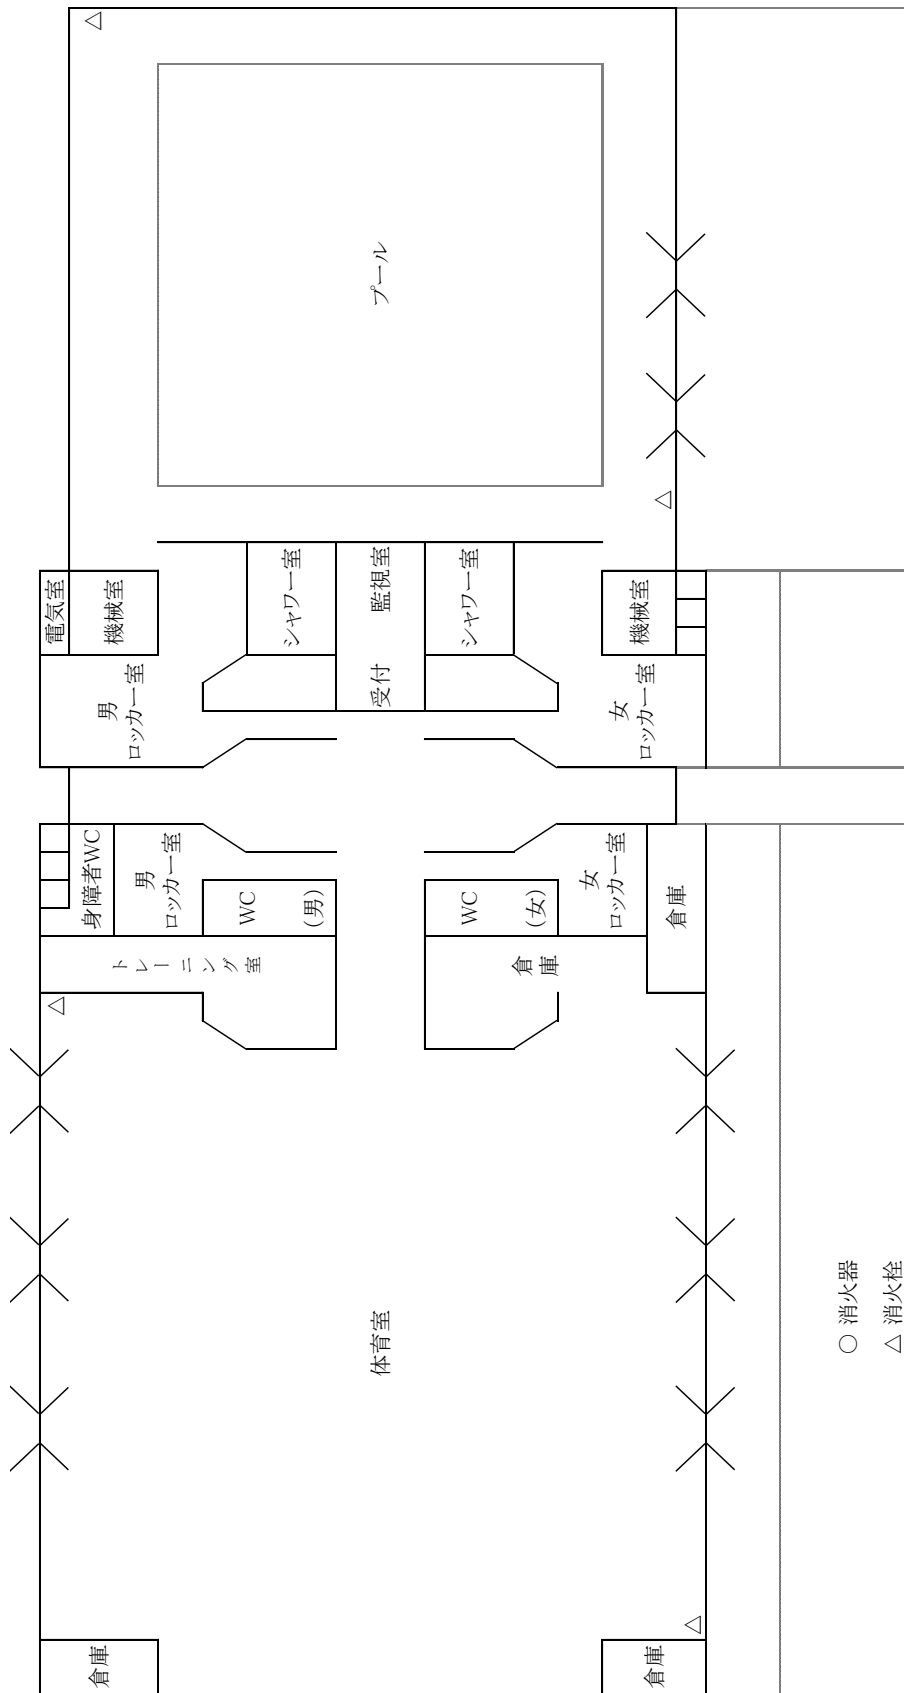 プール
電気室
機械室
シャワー室
監視室
シャワー室
機械室
男
ロッカー室
受付
女
ロッカー室
身障者WC
男
ロッカー室
WC
(男)
WC
(女)
女
ロッカー室
倉庫
トレーニング室
倉庫
体育室
倉庫
倉庫
○ 消火器
△ 消火栓